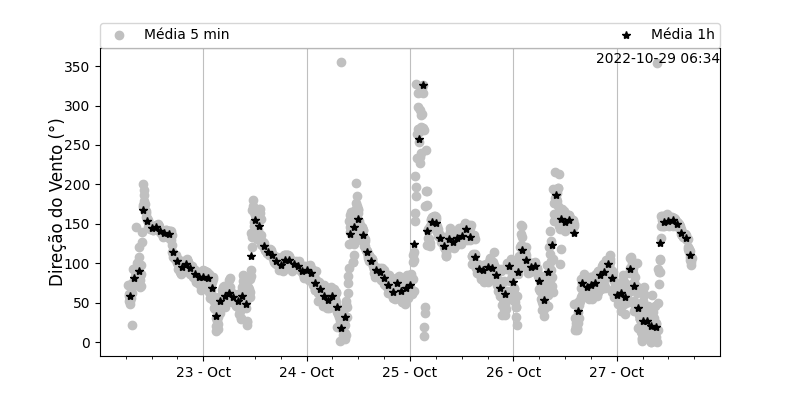 Média 5 min
Média 1h
2022-10-29 06:34
Direção do Vento (°)
350
300
250
200
150
100
50
0
23 - Oct
24 - Oct
25 - Oct
26 - Oct
27 - Oct